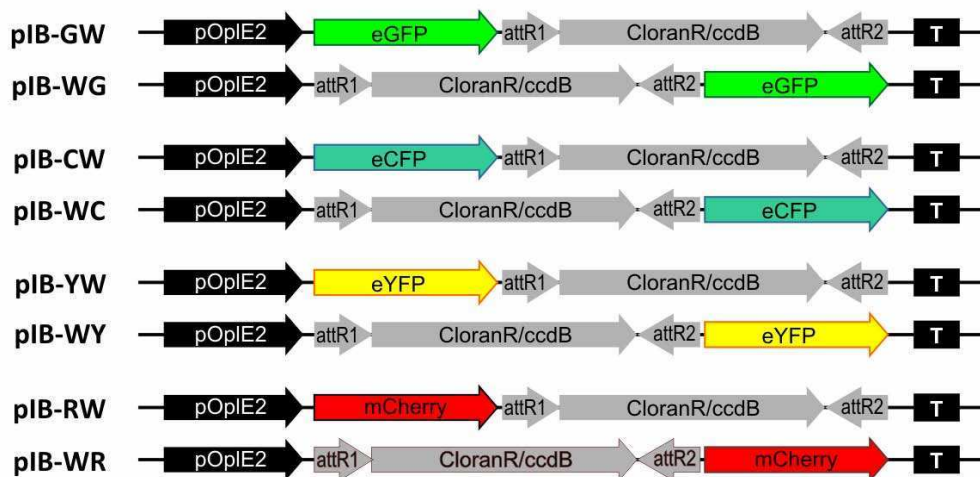 pIB-GW pOpIE2 eGFP attR1 CloranR/ccdB attR2 T
pIB-WG pOpIE2 attR1 CloranR/ccdB attR2 eGFP T
pIB-CW pOpIE2 eCFP attR1 CloranR/ccdB attR2 T
pIB-WC pOpIE2 attR1 CloranR/ccdB attR2 eCFP T
pIB-YW pOpIE2 eYFP attR1 CloranR/ccdB attR2 T
pIB-WY pOpIE2 attR1 CloranR/ccdB attR2 eYFP T
pIB-RW pOpIE2 mCherry attR1 CloranR/ccdB attR2 T
pIB-WR pOpIE2 attR1 CloranR/ccdB attR2 mCherry T